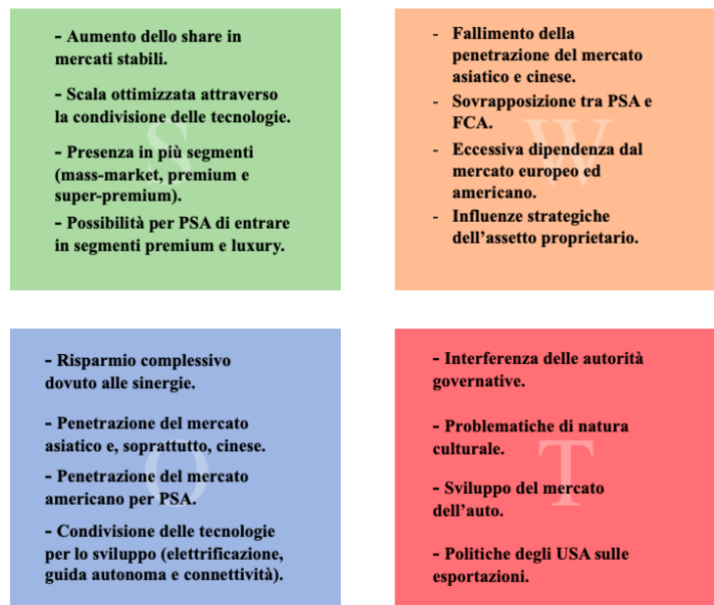 - Aumento dello share in
mercati stabili.
- Scala ottimizzata attraverso
la condivisione delle tecnologie.
- Presenza in più segmenti
(mass-market, premium e
super-premium).
- Possibilità per PSA di entrare
in segmenti premium e luxury.
S
- Fallimento della
penetrazione del mercato
asiatico e cinese.
- Sovrapposizione tra PSA e
FCA.
- Eccessiva dipendenza dal
mercato europeo ed
americano.
- Influenze strategiche
dell’assetto proprietario.
W
- Risparmio complessivo
dovuto alle sinergie.
- Penetrazione del mercato
asiatico e, soprattutto, cinese.
- Penetrazione del mercato
americano per PSA.
- Condivisione delle tecnologie
per lo sviluppo (elettrificazione,
guida autonoma e connettività).
O
- Interferenza delle autorità
governative.
- Problematiche di natura
culturale.
- Sviluppo del mercato
dell’auto.
- Politiche degli USA sulle
esportazioni.
T